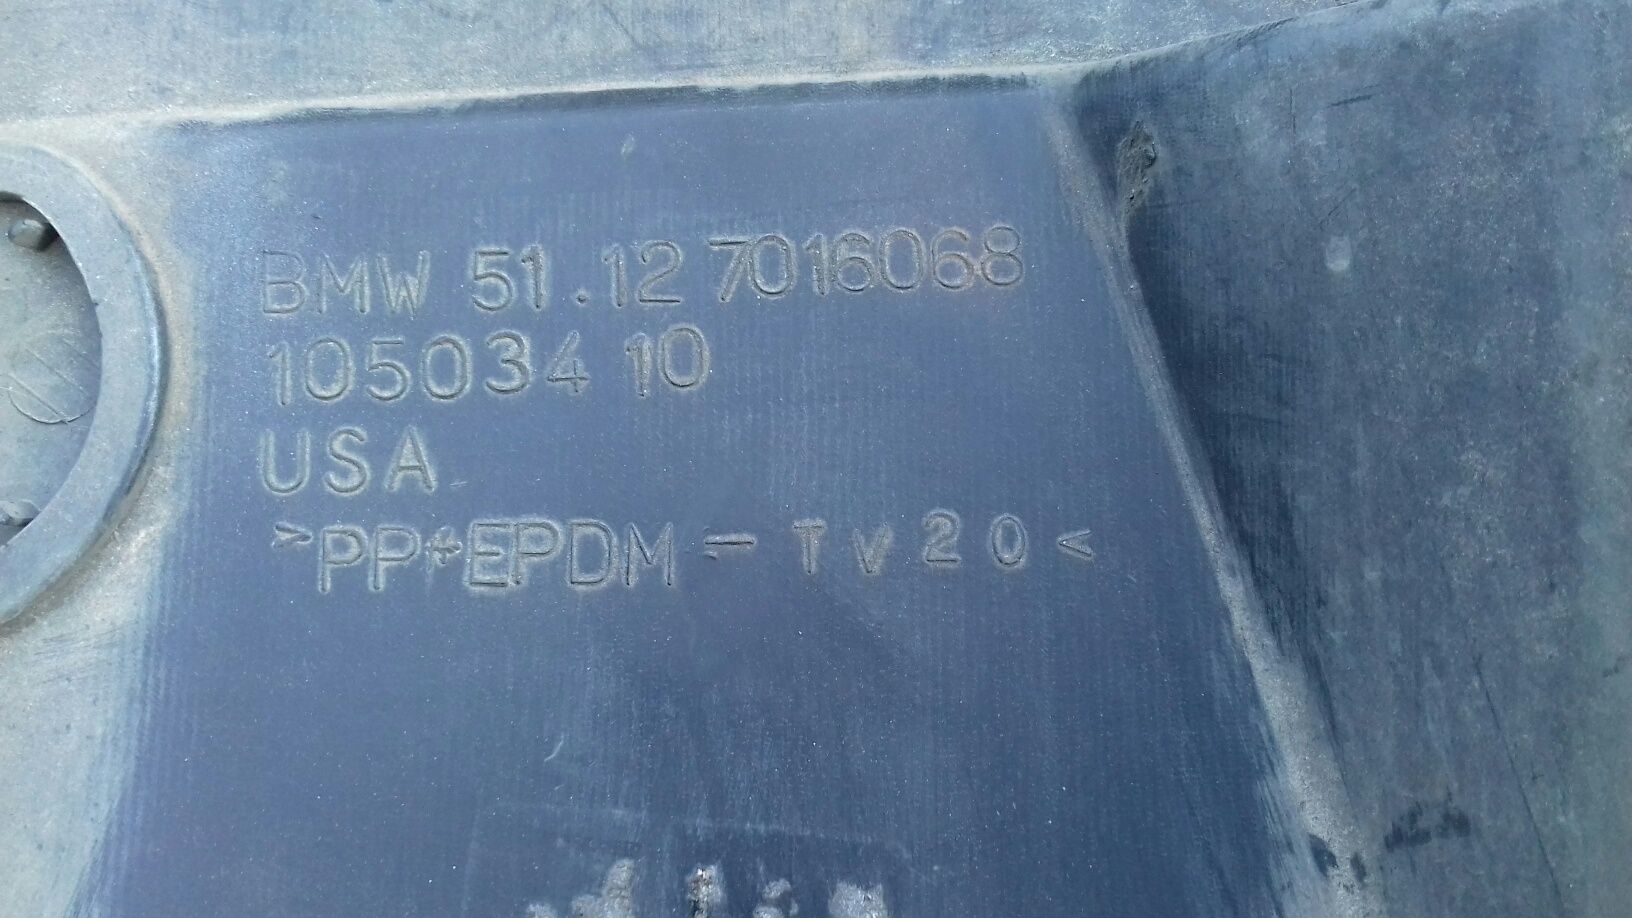 BMW 51.12 7016068
105034 10
USA
>PP+EPDM - TV20<